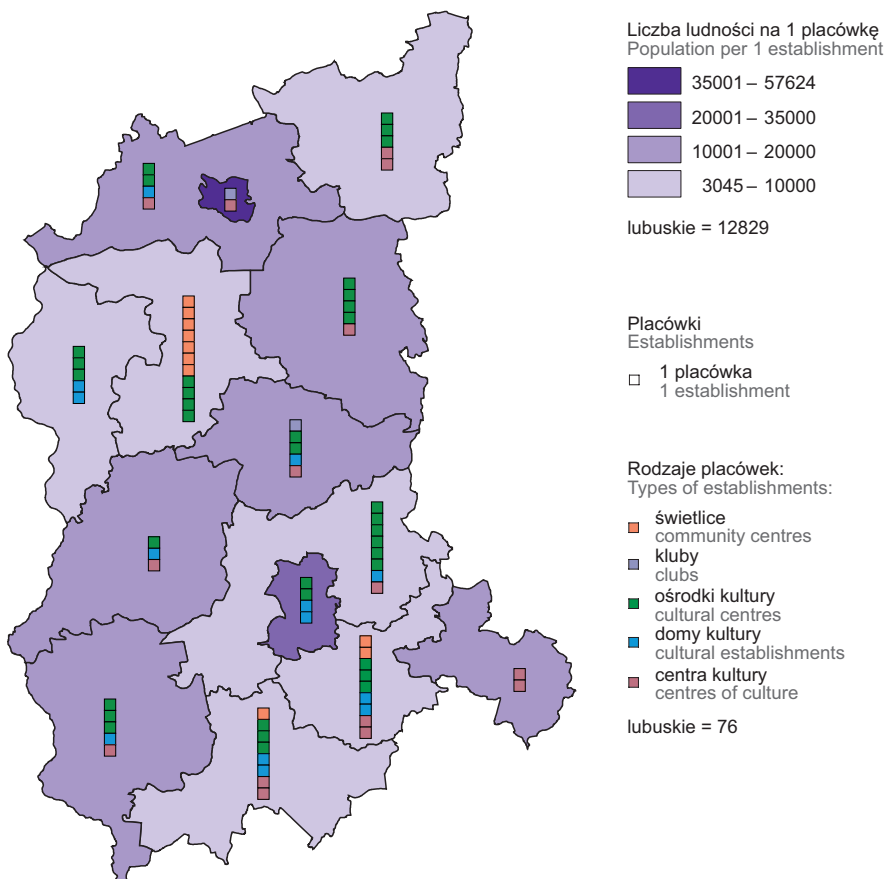 Liczba ludności na 1 placówkę
Population per 1 establishment
35001 – 57624
20001 – 35000
10001 – 20000
3045 – 10000
lubuskie = 12829
Placówki
Establishments
1 placówka
1 establishment
Rodzaje placówek:
Types of establishments:
świetlice
community centres
kluby
clubs
ośrodki kultury
cultural centres
domy kultury
cultural establishments
centra kultury
centres of culture
lubuskie = 76